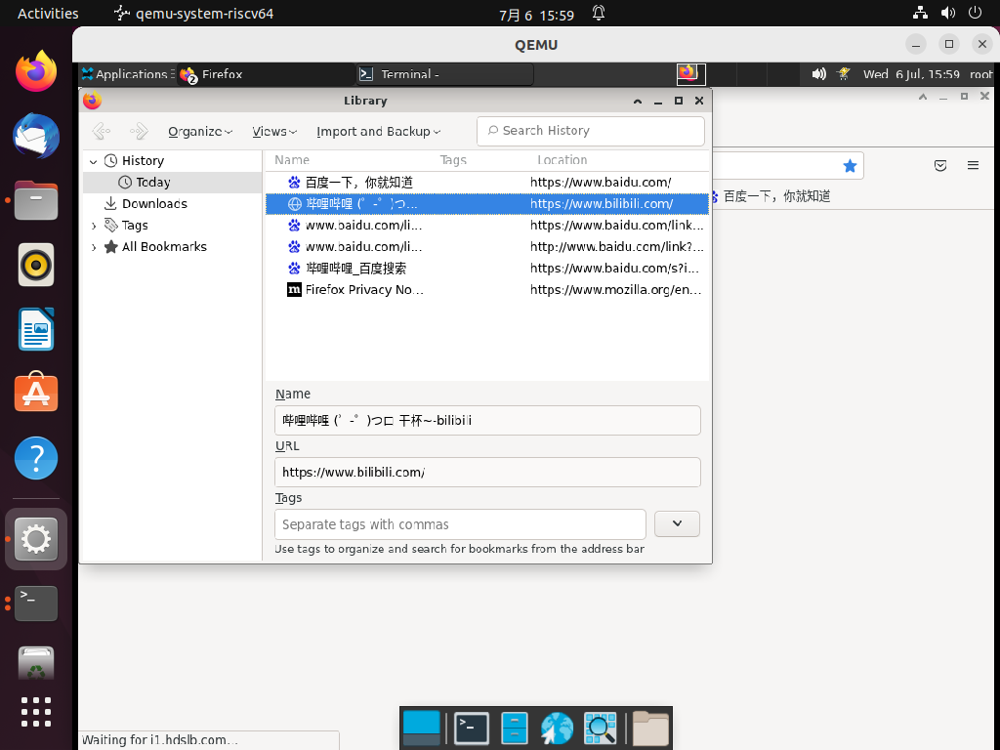 Activities
qemu-system-riscv64
7月 6 15:59
QEMU
Applications
2
Firefox
Terminal -
Wed 6 Jul, 15:59
root
Library
Organize
Views
Import and Backup
Search History
History
Today
Downloads
Tags
All Bookmarks
Name
Tags
Location
百度一下，你就知道
https://www.baidu.com/
哔哩哔哩 (゜-゜)つ…
https://www.bilibili.com/
www.baidu.com/li…
https://www.baidu.com/link…
www.baidu.com/li…
http://www.baidu.com/link?…
哔哩哔哩_百度搜索
https://www.baidu.com/s?i…
m
Firefox Privacy No…
https://www.mozilla.org/en…
百度一下，你就知道
Name
哔哩哔哩 (゜-゜)つロ 干杯~-bilibili
URL
https://www.bilibili.com/
Tags
Separate tags with commas
Use tags to organize and search for bookmarks from the address bar
Waiting for i1.hdslb.com…